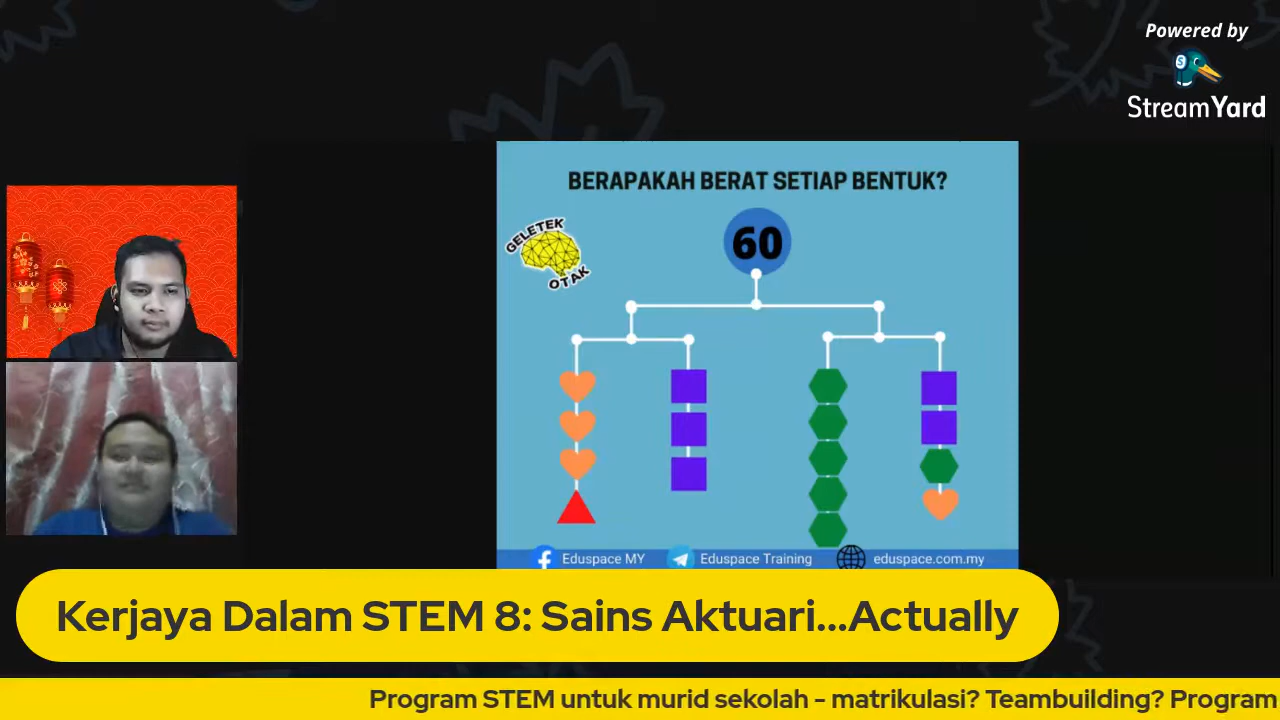 Powered by
StreamYard
BERAPAKAH BERAT SETIAP BENTUK?
GELETEK
OTAK
60
Eduspace MY
Eduspace Training
eduspace.com.my
Kerjaya Dalam STEM 8: Sains Aktuari...Actually
Program STEM untuk murid sekolah - matrikulasi? Teambuilding? Program